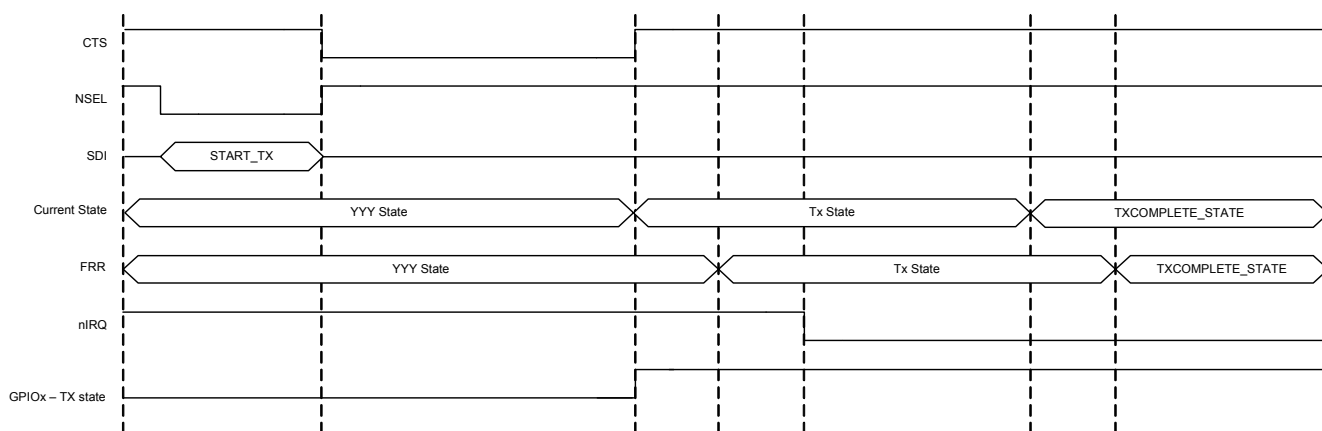 CTS
NSEL
SDI
START_TX
Current State
YYY State
Tx State
TXCOMPLETE_STATE
FRR
YYY State
Tx State
TXCOMPLETE_STATE
nIRQ
GPIOx – TX state